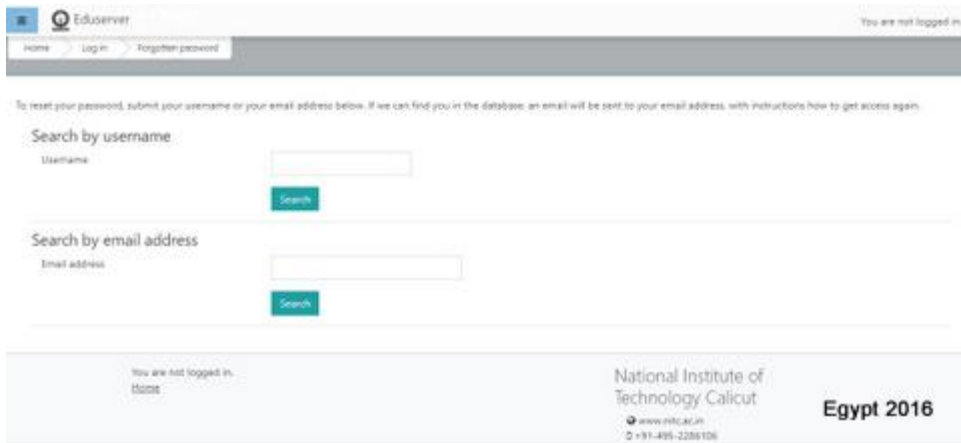 Eduserver
You are not logged in.
Home Log in Forgotten password
To reset your password, submit your username or your email address below. If we can find you in the database, an email will be sent to your email address, with instructions how to get access again.
Search by username
Username
Search
Search by email address
Email address
Search
You are not logged in.
Home
National Institute of
Technology Calicut
www.nitc.ac.in
+91-495-2286106
Egypt 2016